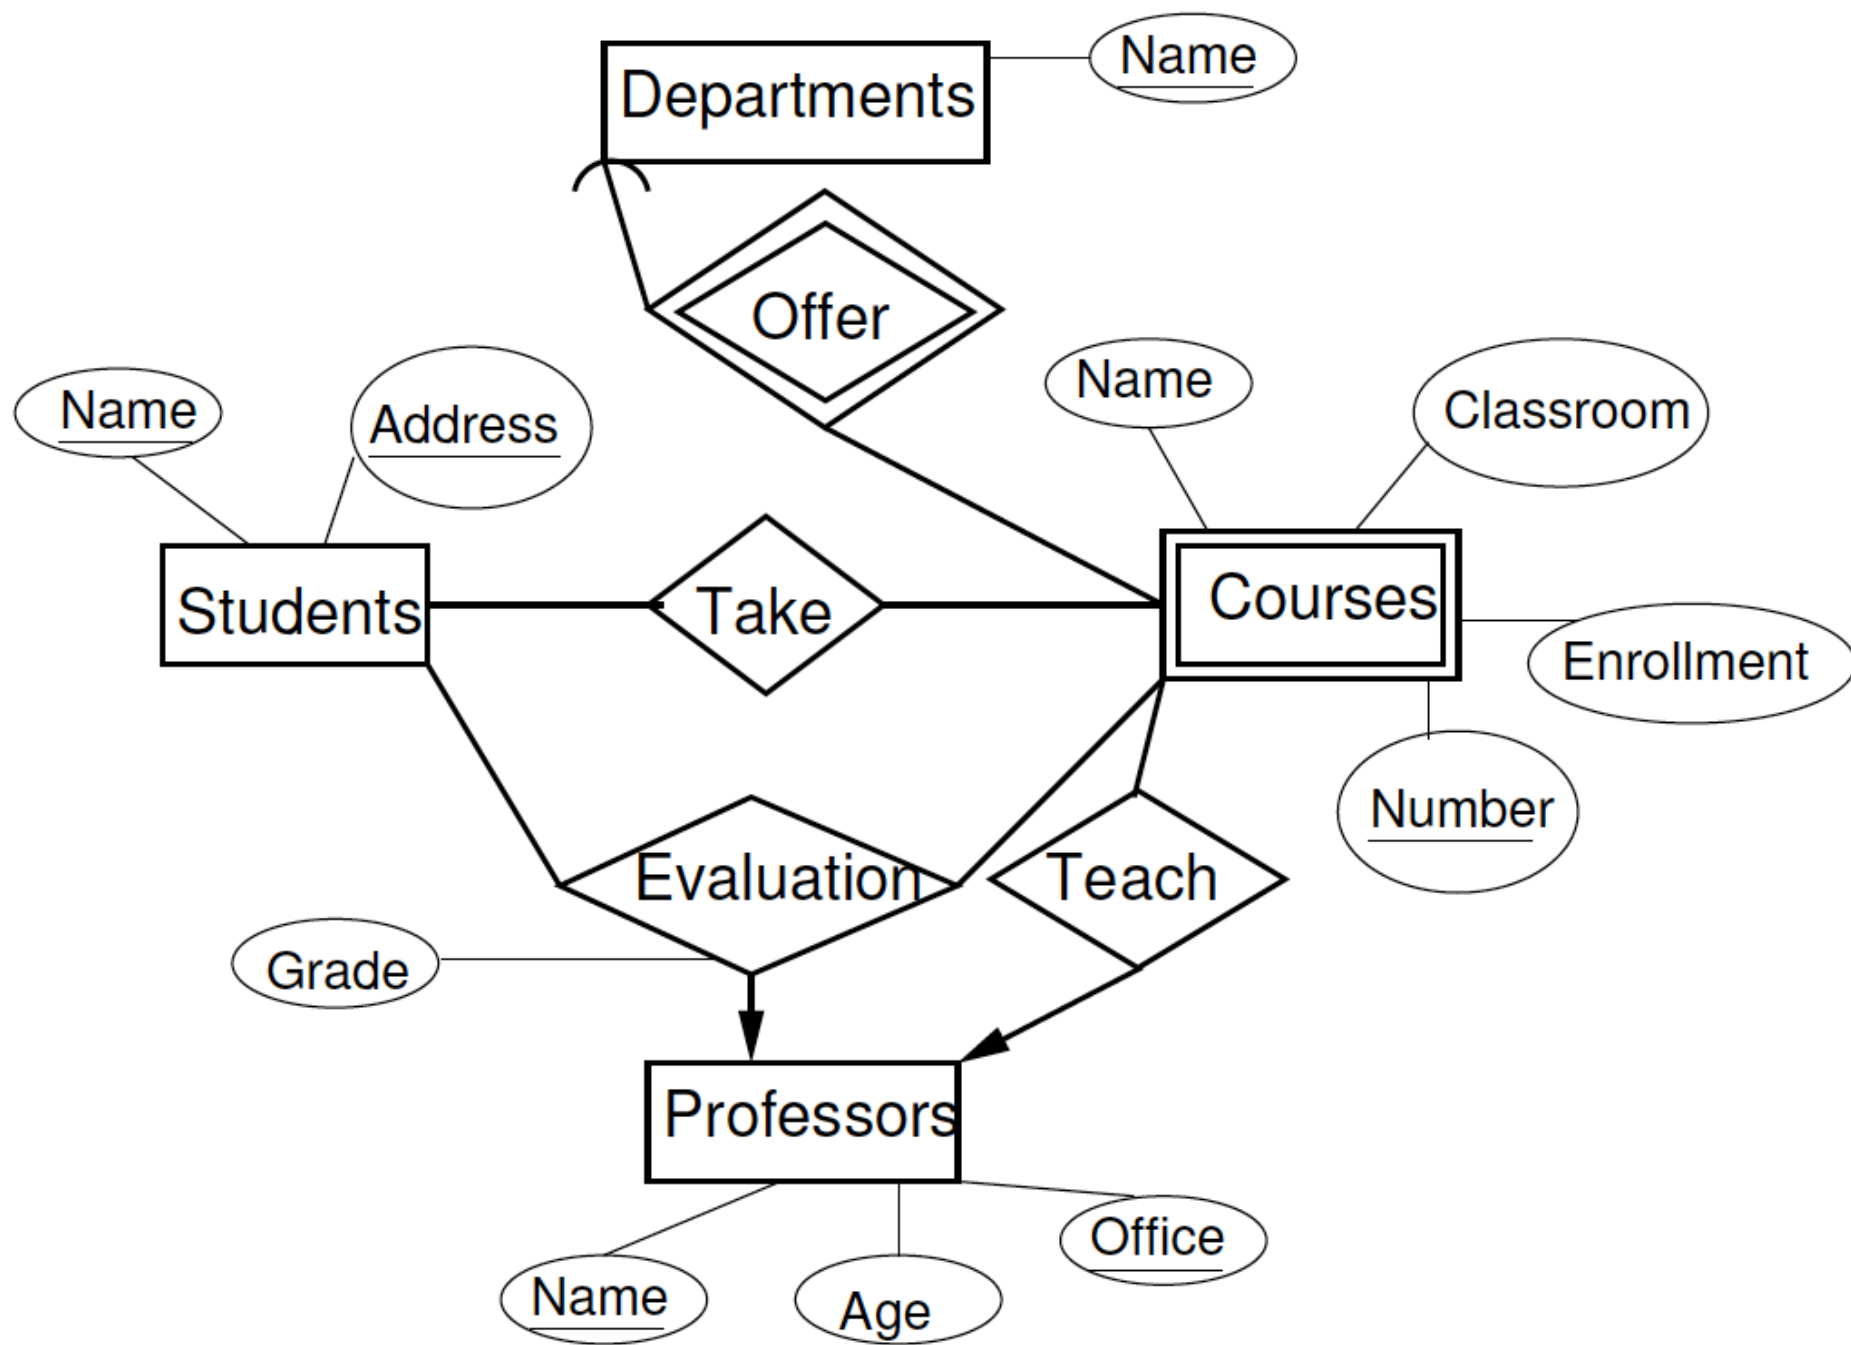 Departments
Name
Offer
Name
Classroom
Name
Address
Students
Take
Courses
Enrollment
Number
Evaluation
Teach
Grade
Professors
Office
Name
Age